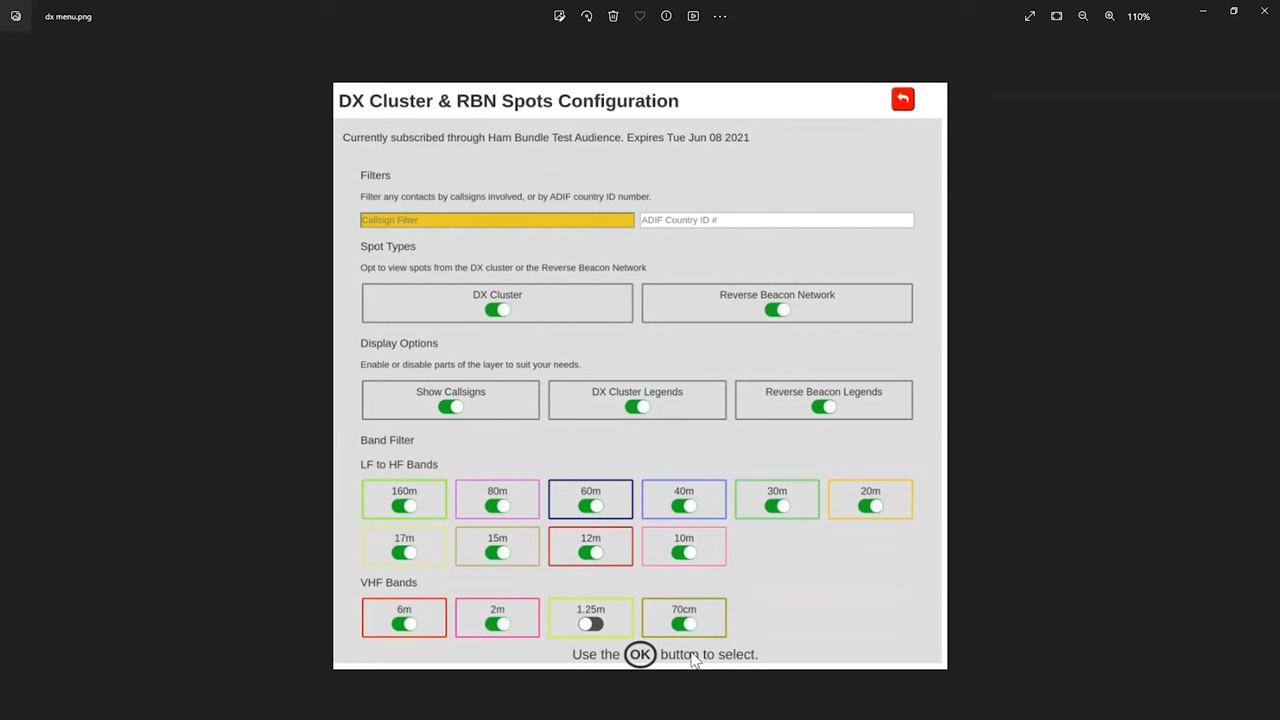 dx menu.png
110%
DX Cluster & RBN Spots Configuration
Currently subscribed through Ham Bundle Test Audience. Expires Tue Jun 08 2021
Filters
Filter any contacts by callsigns involved, or by ADIF country ID number.
Callsign Filter ADIF Country ID #
Spot Types
Opt to view spots from the DX cluster or the Reverse Beacon Network
DX Cluster Reverse Beacon Network
Display Options
Enable or disable parts of the layer to suit your needs.
Show Callsigns DX Cluster Legends Reverse Beacon Legends
Band Filter
LF to HF Bands
160m 80m 60m 40m 30m 20m
17m 15m 12m 10m
VHF Bands
6m 2m 1.25m 70cm
Use the OK button to select.